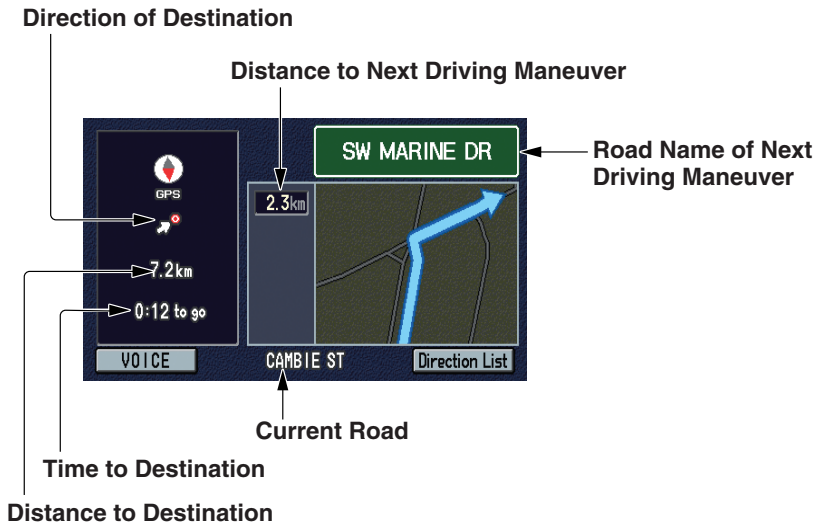 Direction of Destination
Distance to Next Driving Maneuver
SW MARINE DR
Road Name of Next
Driving Maneuver
GPS
2.3km
7.2km
0:12 to go
VOICE
CAMBIE ST
Direction List
Current Road
Time to Destination
Distance to Destination